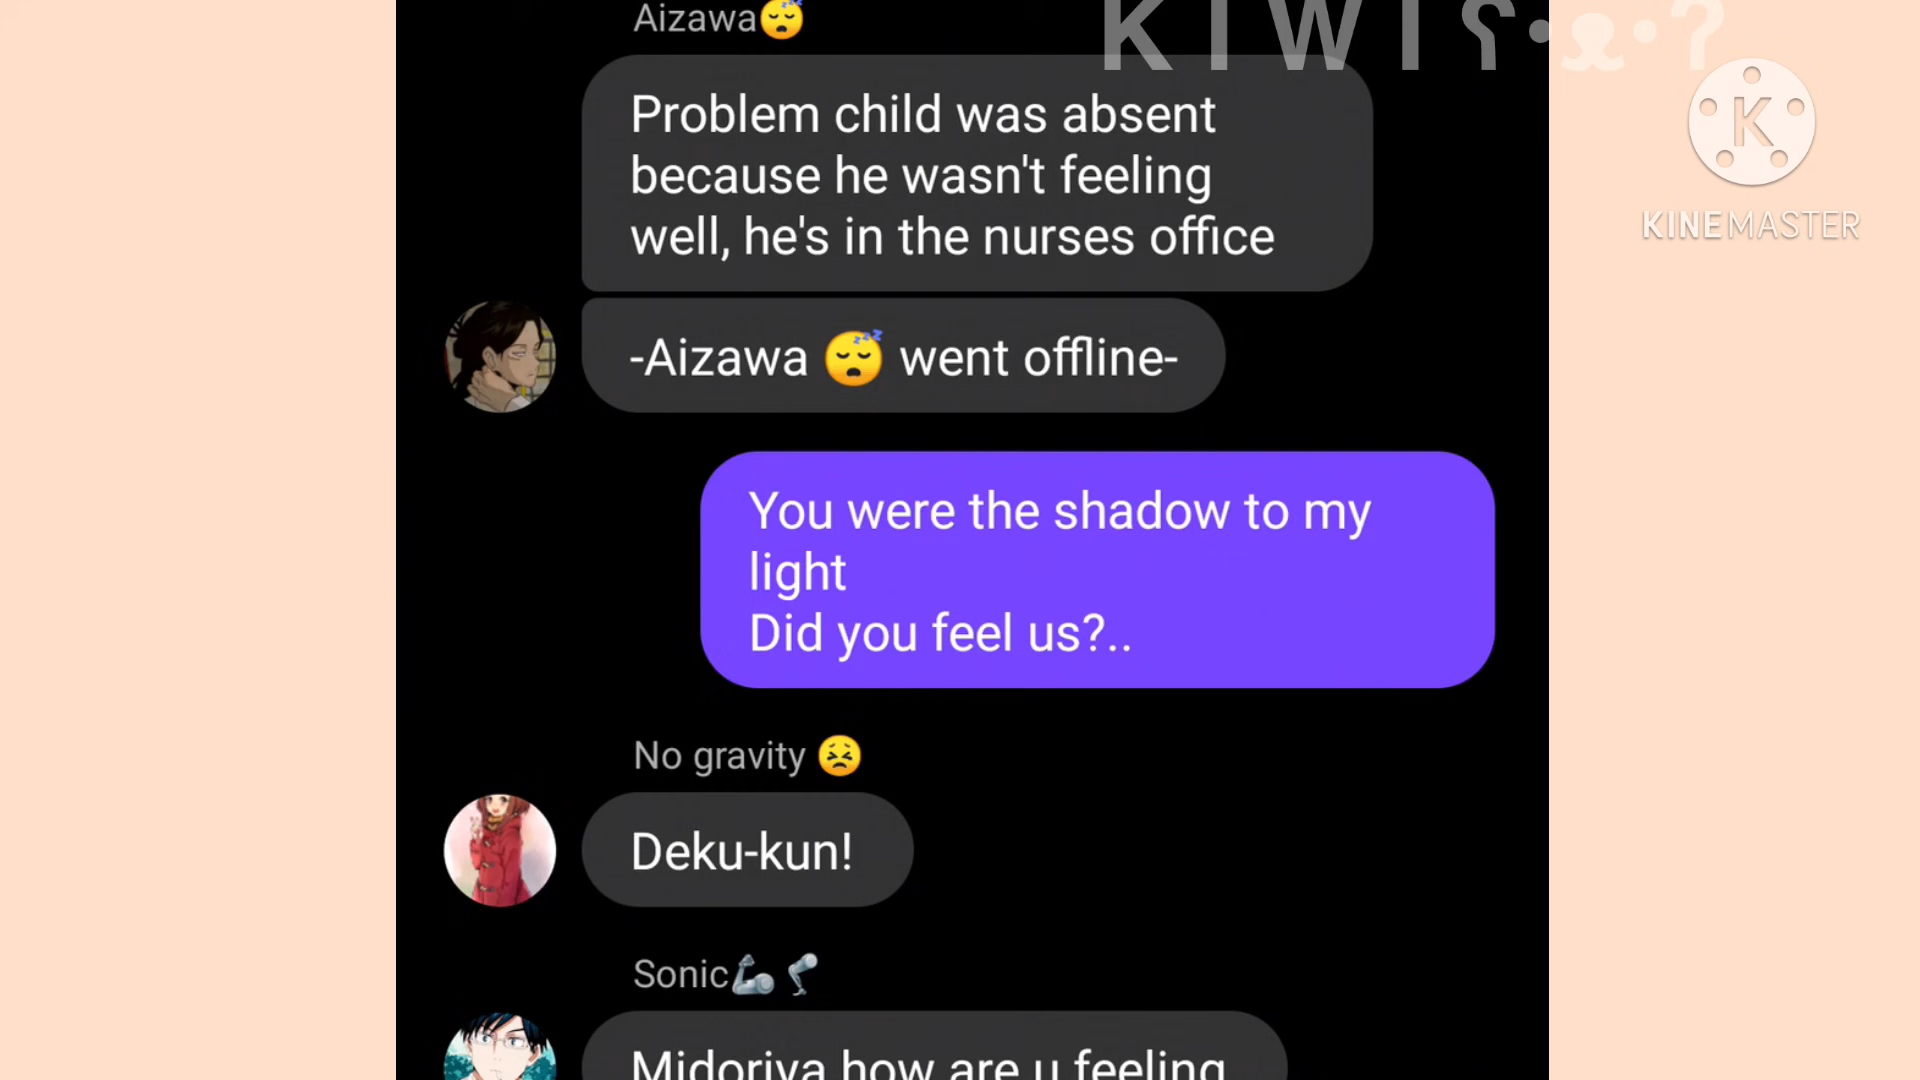 Aizawa😴
KIWIʕ•ᴥ•ʔ
Problem child was absent
because he wasn't feeling
well, he's in the nurses office
KINEMASTER
-Aizawa 😴 went offline-
You were the shadow to my
light
Did you feel us?..
No gravity 😣
Deku-kun!
Sonic🦾🦿
Midoriya how are u feeling